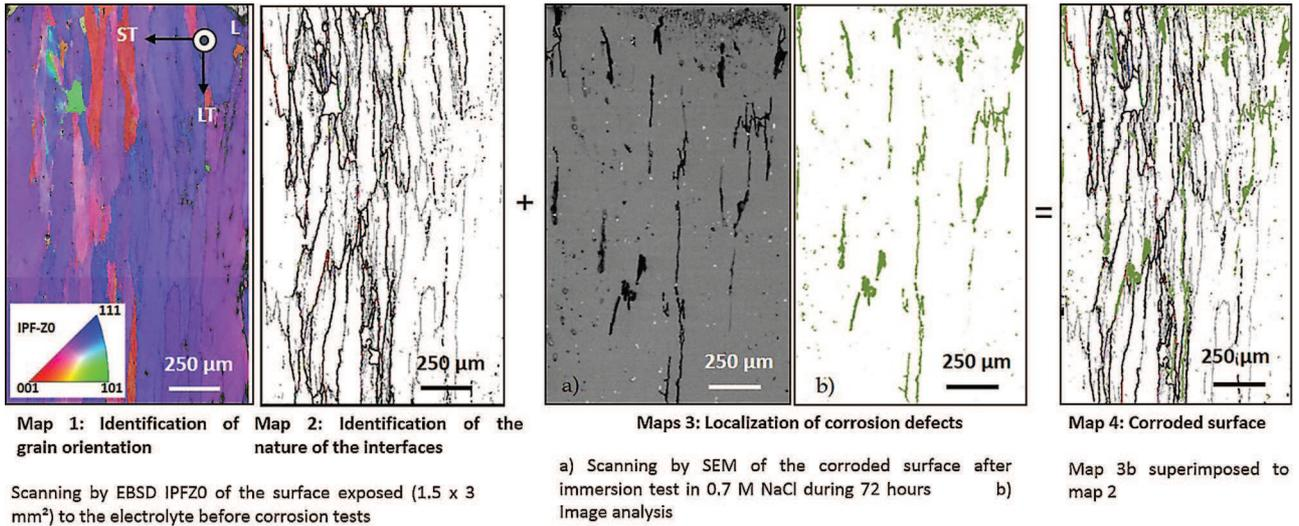 ST
L
LT
IPF-Z0
111
001
101
250 µm
250 µm
+
a)
250 µm
b)
250 µm
=
250 µm
Map 1: Identification of
grain orientation
Map 2: Identification of the
nature of the interfaces
Scanning by EBSD IPFZ0 of the surface exposed (1.5 x 3
mm²) to the electrolyte before corrosion tests
Maps 3: Localization of corrosion defects
a) Scanning by SEM of the corroded surface after
immersion test in 0.7 M NaCl during 72 hours b)
Image analysis
Map 4: Corroded surface
Map 3b superimposed to
map 2